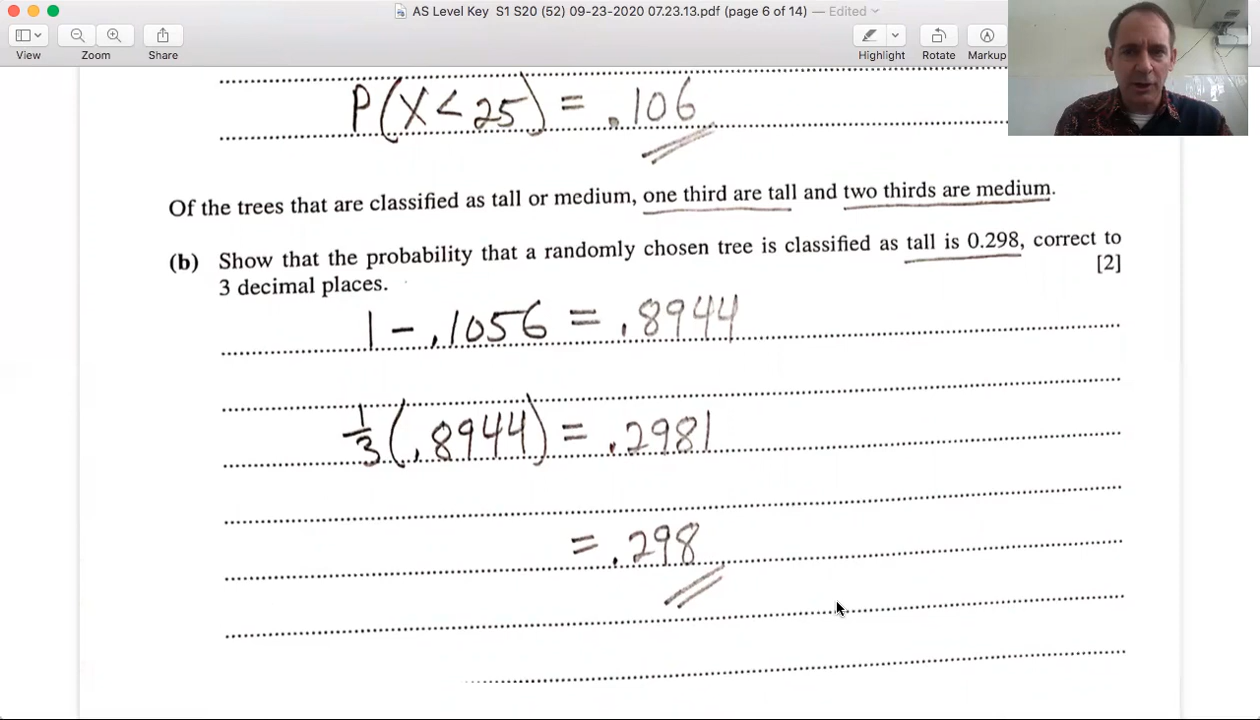 AS Level Key S1 S20 (52) 09-23-2020 07.23.13.pdf (page 6 of 14) — Edited
View Zoom Share Highlight Rotate Markup
P(X < 25) = .106
Of the trees that are classified as tall or medium, one third are tall and two thirds are medium.
(b) Show that the probability that a randomly chosen tree is classified as tall is 0.298, correct to
3 decimal places. [2]
1 - .1056 = .8944
1/3 (.8944) = .2981
= .298